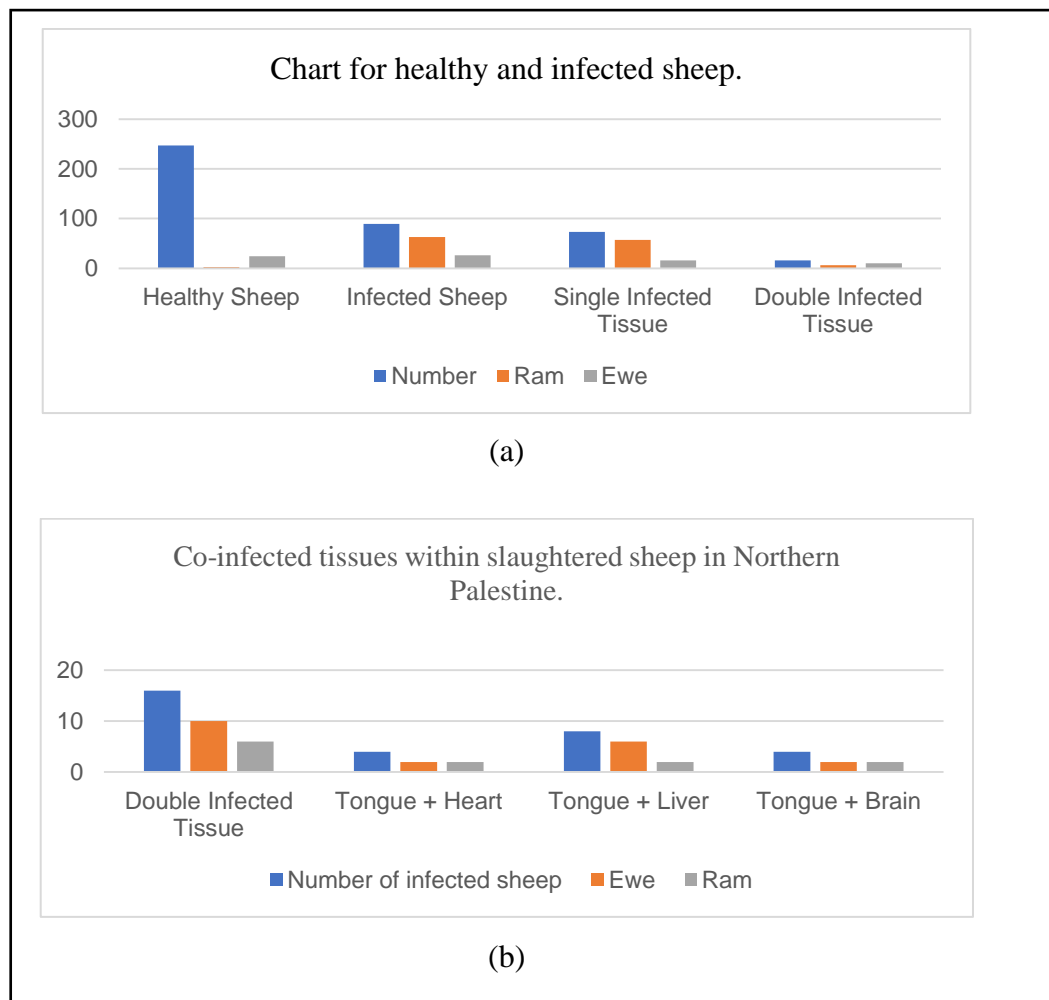 Chart for healthy and infected sheep.
300
200
100
0
Healthy Sheep
Infected Sheep
Single Infected
Tissue
Double Infected
Tissue
Number
Ram
Ewe
(a)
Co-infected tissues within slaughtered sheep in Northern
Palestine.
20
10
0
Double Infected
Tissue
Tongue + Heart
Tongue + Liver
Tongue + Brain
Number of infected sheep
Ewe
Ram
(b)